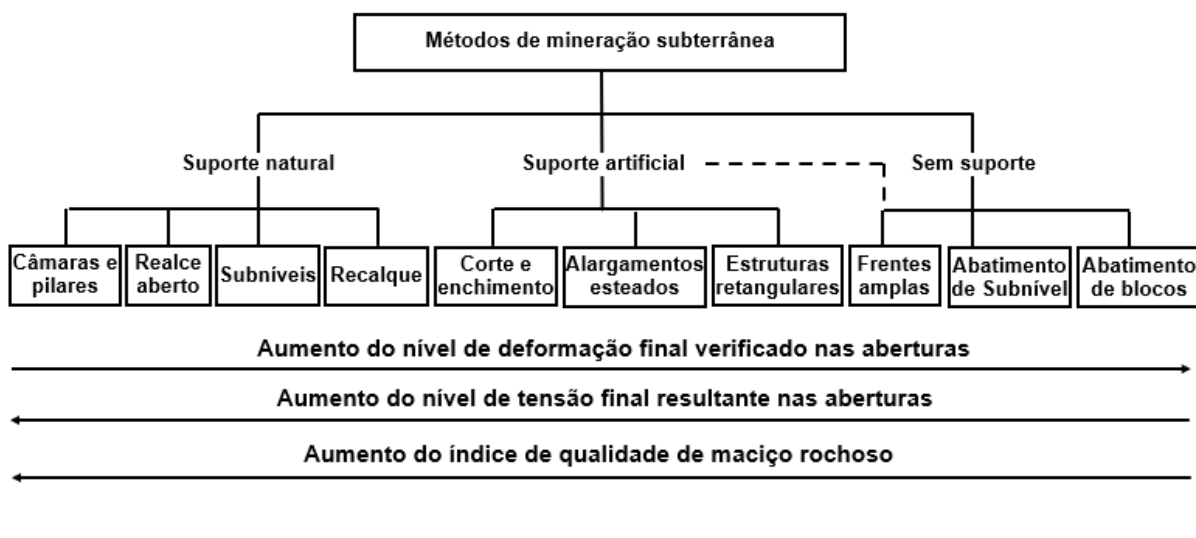 Métodos de mineração subterrânea
Suporte natural
Suporte artificial
Sem suporte
Câmaras e
pilares
Realce
aberto
Subníveis
Recalque
Corte e
enchimento
Alargamentos
esteados
Estruturas
retangulares
Frentes
amplas
Abatimento
de Subnível
Abatimento
de blocos
Aumento do nível de deformação final verificado nas aberturas
Aumento do nível de tensão final resultante nas aberturas
Aumento do índice de qualidade de maciço rochoso